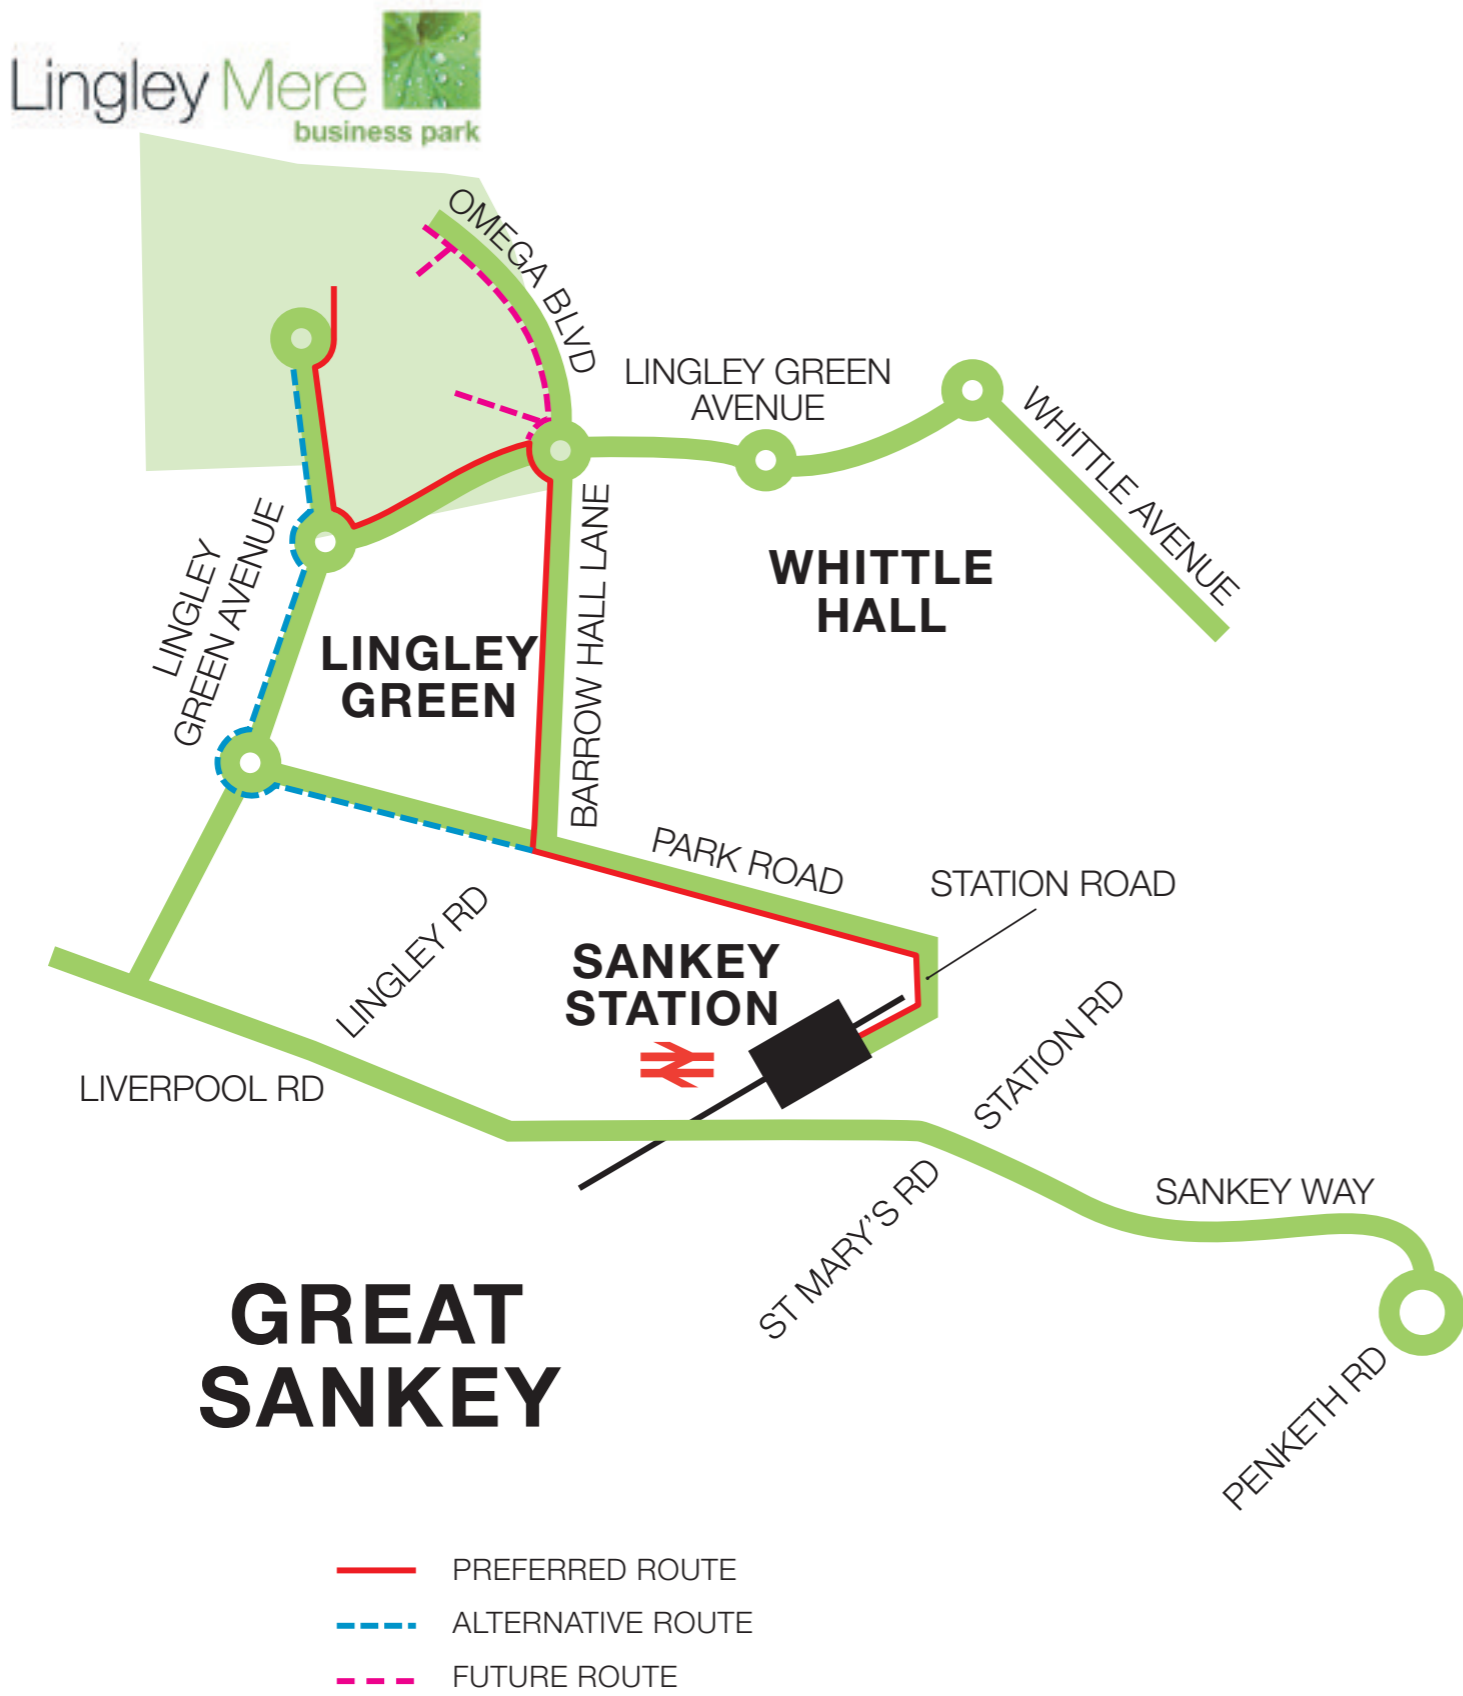 Lingley Mere
business park
OMEGA BLVD
LINGLEY GREEN
AVENUE
WHITTLE AVENUE
LINGLEY
GREEN AVENUE
BARROW HALL LANE
WHITTLE
HALL
LINGLEY
GREEN
PARK ROAD
STATION ROAD
LINGLEY RD
SANKEY
STATION
STATION RD
LIVERPOOL RD
ST MARY'S RD
SANKEY WAY
GREAT
SANKEY
PENKETH RD
PREFERRED ROUTE
ALTERNATIVE ROUTE
FUTURE ROUTE